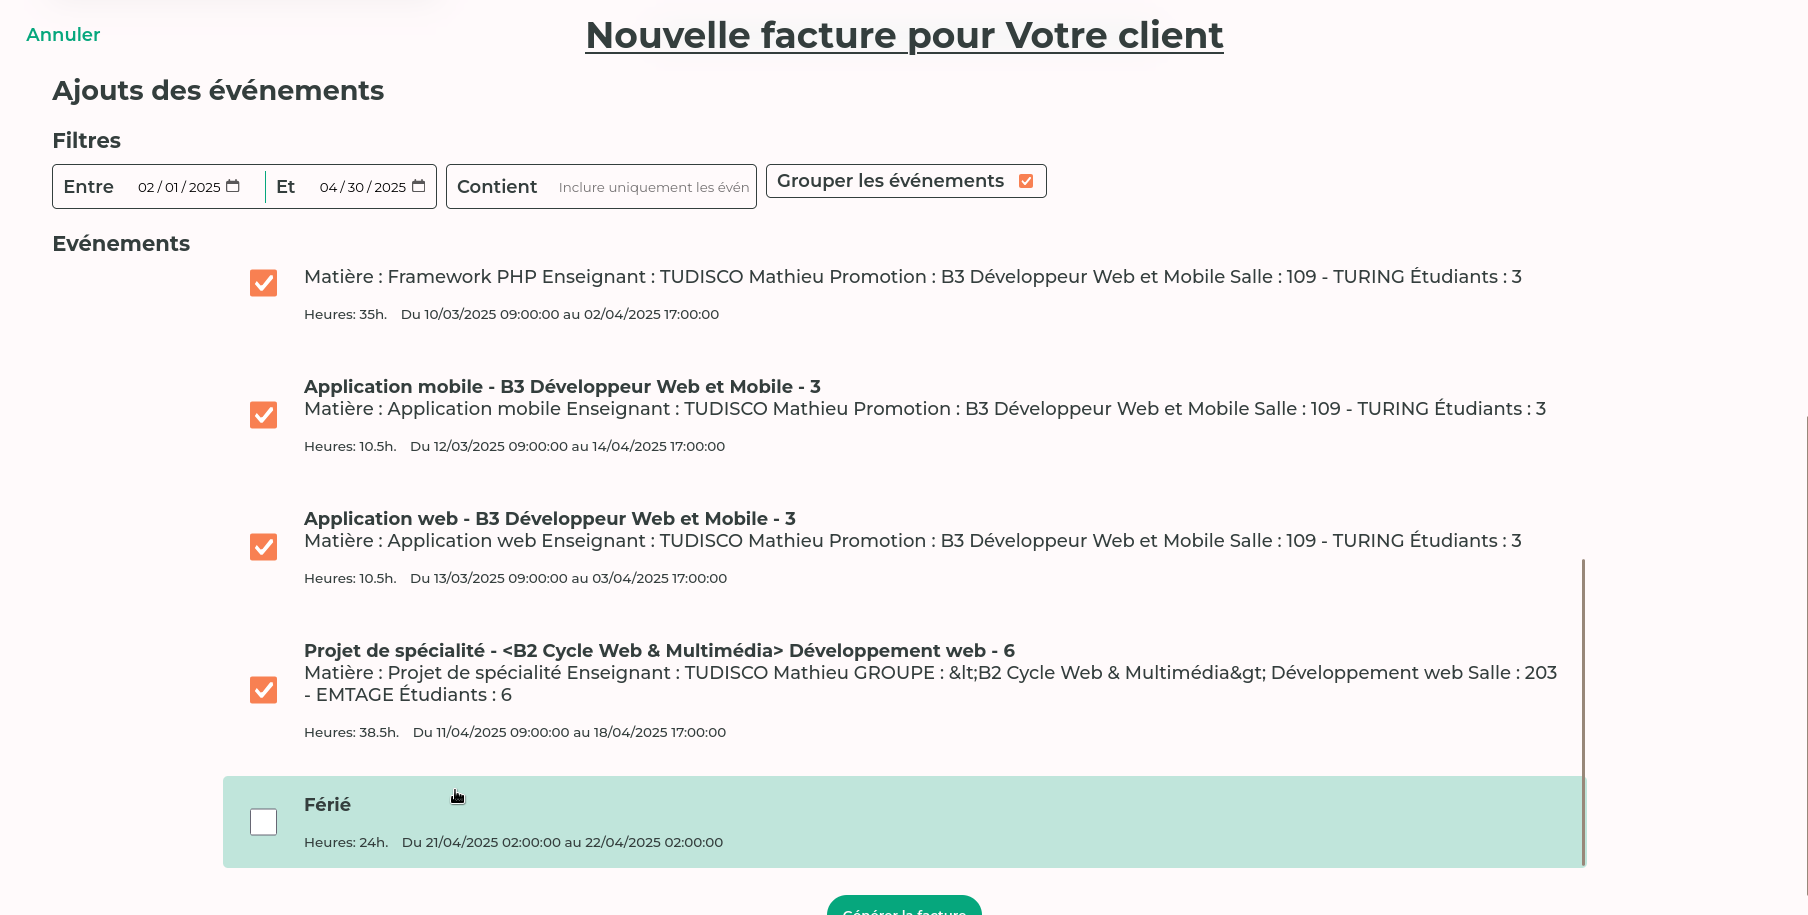 Annuler
Nouvelle facture pour Votre client
Ajouts des événements
Filtres
Entre 02/01/2025 Et 04/30/2025 Contient Inclure uniquement les évén Grouper les événements
Evénements
Matière : Framework PHP Enseignant : TUDISCO Mathieu Promotion : B3 Développeur Web et Mobile Salle : 109 - TURING Étudiants : 3
Heures: 35h. Du 10/03/2025 09:00:00 au 02/04/2025 17:00:00
Application mobile - B3 Développeur Web et Mobile - 3
Matière : Application mobile Enseignant : TUDISCO Mathieu Promotion : B3 Développeur Web et Mobile Salle : 109 - TURING Étudiants : 3
Heures: 10.5h. Du 12/03/2025 09:00:00 au 14/04/2025 17:00:00
Application web - B3 Développeur Web et Mobile - 3
Matière : Application web Enseignant : TUDISCO Mathieu Promotion : B3 Développeur Web et Mobile Salle : 109 - TURING Étudiants : 3
Heures: 10.5h. Du 13/03/2025 09:00:00 au 03/04/2025 17:00:00
Projet de spécialité - <B2 Cycle Web & Multimédia> Développement web - 6
Matière : Projet de spécialité Enseignant : TUDISCO Mathieu GROUPE : &lt;B2 Cycle Web & Multimédia&gt; Développement web Salle : 203
- EMTAGE Étudiants : 6
Heures: 38.5h. Du 11/04/2025 09:00:00 au 18/04/2025 17:00:00
Férié
Heures: 24h. Du 21/04/2025 02:00:00 au 22/04/2025 02:00:00
Générer la facture